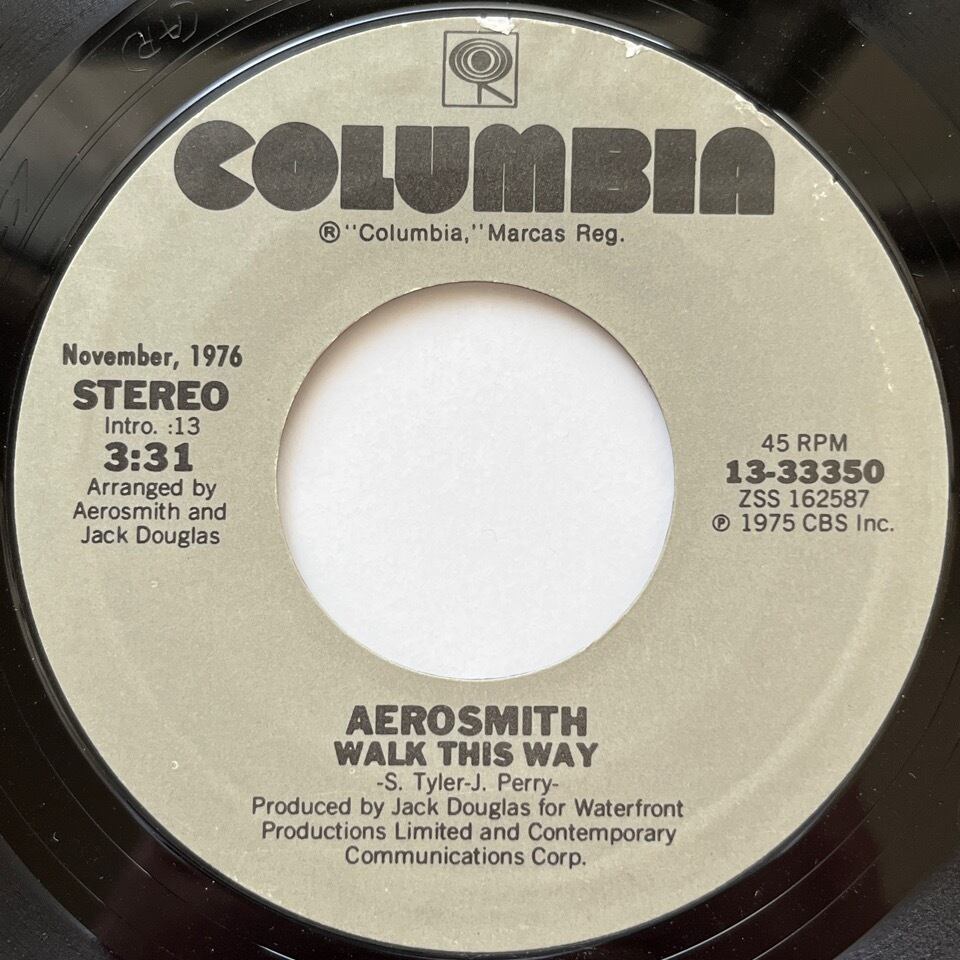 COLUMBIA
® "Columbia," Marcas Reg.
November, 1976
STEREO
Intro. :13
3:31
Arranged by
Aerosmith and
Jack Douglas
45 RPM
13-33350
ZSS 162587
℗ 1975 CBS Inc.
AEROSMITH
WALK THIS WAY
-S. Tyler-J. Perry-
Produced by Jack Douglas for Waterfront
Productions Limited and Contemporary
Communications Corp.